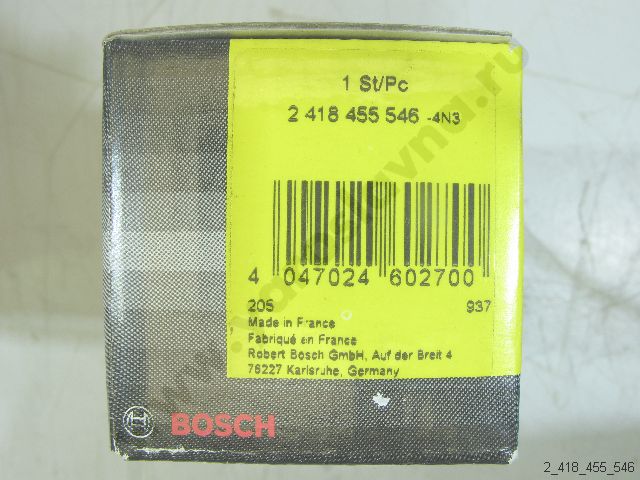 1 St/Pc
2 418 455 546 -4N3
4 047024 602700
205 937
Made in France
Fabriqué en France
Robert Bosch GmbH, Auf der Breit 4
76227 Karlsruhe, Germany
BOSCH
2_418_455_546